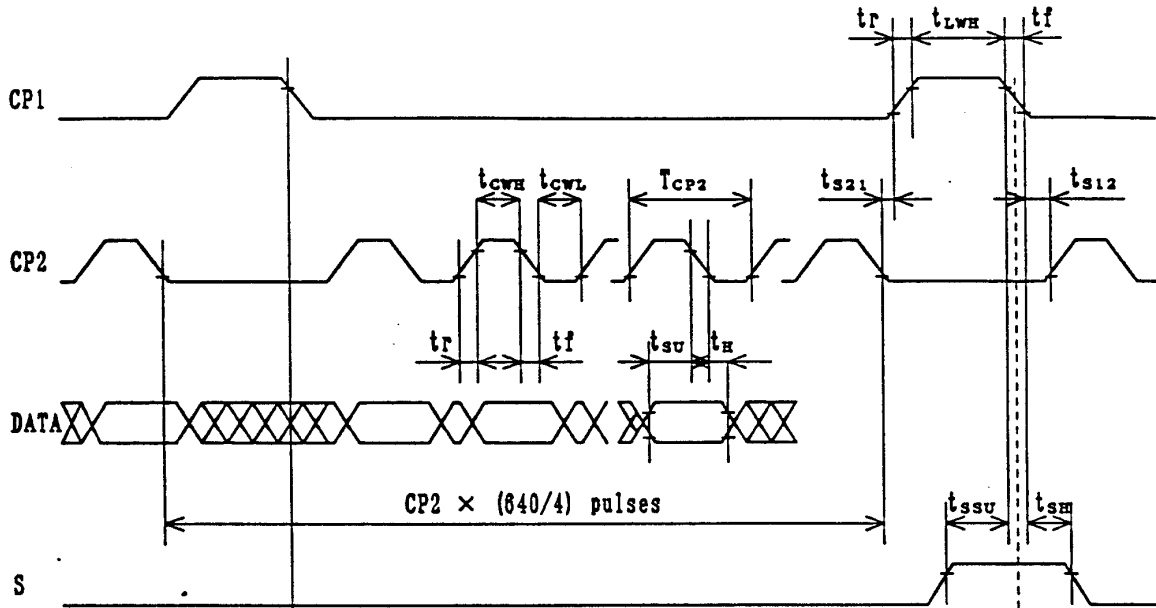 tr tLWH tf
CP1
tCWH tCWL TCP2 tS21 tS12
CP2
tr tf tSU tH
DATA
CP2 × (640/4) pulses tSSU tSH
S